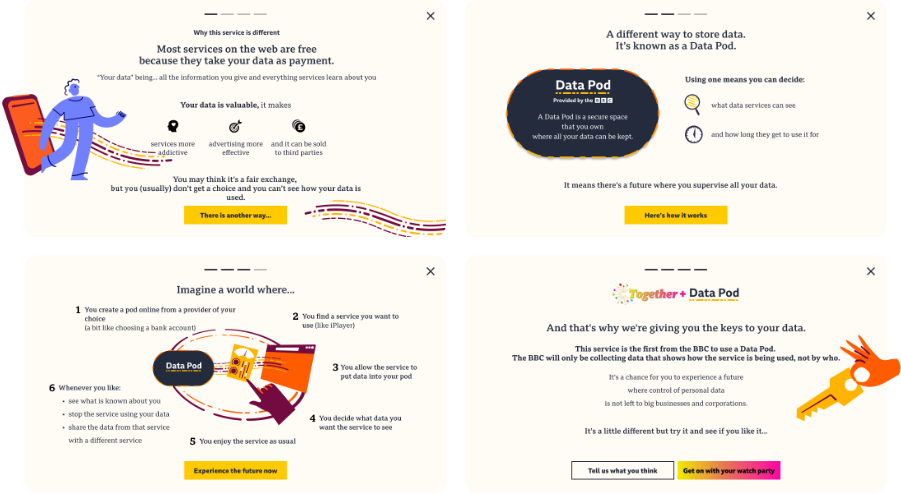 Why this service is different
Most services on the web are free
because they take your data as payment.
"Your data" being... all the information you give and everything services learn about you
Your data is valuable, it makes
services more
addictive
advertising more
effective
and it can be sold
to third parties
You may think it's a fair exchange,
but you (usually) don't get a choice and you can't see how your data is
used.
There is another way...
A different way to store data.
It's known as a Data Pod.
Data Pod
Provided by the BBC
A Data Pod is a secure space
that you own
where all your data can be kept.
Using one means you can decide:
what data services can see
and how long they get to use it for
It means there's a future where you supervise all your data.
Here's how it works
Imagine a world where...
1 You create a pod online from a provider of your
choice
(a bit like choosing a bank account)
2 You find a service you want to
use (like iPlayer)
Data Pod
3 You allow the service to
put data into your pod
4 You decide what data you
want the service to see
5 You enjoy the service as usual
6 Whenever you like:
• see what is known about you
• stop the service using your data
• share the data from that service
with a different service
Experience the future now
Together + Data Pod
And that's why we're giving you the keys to your data.
This service is the first from the BBC to use a Data Pod.
The BBC will only be collecting data that shows how the service is being used, not by who.
It's a chance for you to experience a future
where control of personal data
is not left to big businesses and corporations.
It's a little different but try it and see if you like it...
Tell us what you think
Get on with your watch party